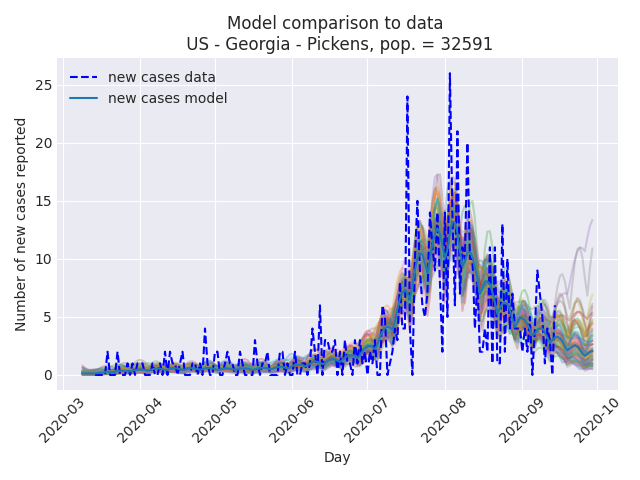 Model comparison to data
US - Georgia - Pickens, pop. = 32591
new cases data
new cases model
Number of new cases reported
25
20
15
10
5
0
2020-03
2020-04
2020-05
2020-06
2020-07
2020-08
2020-09
2020-10
Day